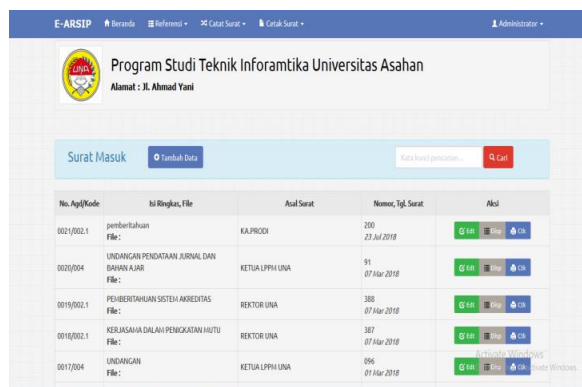 E-ARSIP Beranda Referensi Catat Surat Cetak Surat Administrator
UNA
Program Studi Teknik Inforamtika Universitas Asahan
Alamat : Jl. Ahmad Yani
Surat Masuk Tambah Data Kata kunci pencarian... Cari
No. Agd/Kode Isi Ringkas, File Asal Surat Nomor, Tgl. Surat Aksi
0021/002.1 pemberitahuan KA.PRODI 200 Edit Disp Ctk
File : 23 Jul 2018
0020/004 UNDANGAN PENDATAAN JURNAL DAN KETUA LPPM UNA 91 Edit Disp Ctk
BAHAN AJAR 07 Mar 2018
File :
0019/002.1 PEMBERITAHUAN SISTEM AKREDITAS REKTOR UNA 388 Edit Disp Ctk
File : 07 Mar 2018
0018/002.1 KERJASAMA DALAM PENIGKATAN MUTU REKTOR UNA 387 Edit Disp Ctk
File : 07 Mar 2018
Activate Windows
0017/004 UNDANGAN KETUA LPPM UNA 096 Edit Disp Ctk
File : 01 Mar 2018